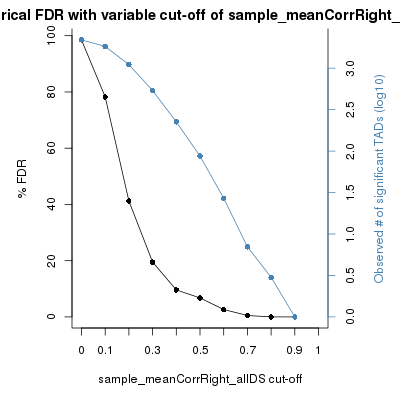 rical FDR with variable cut-off of sample_meanCorrRight_
% FDR
0
20
40
60
80
100
0 0.1 0.3 0.5 0.7 0.9 1
sample_meanCorrRight_allDS cut-off
0.0
0.5
1.0
1.5
2.0
2.5
3.0
Observed # of significant TADs (log10)